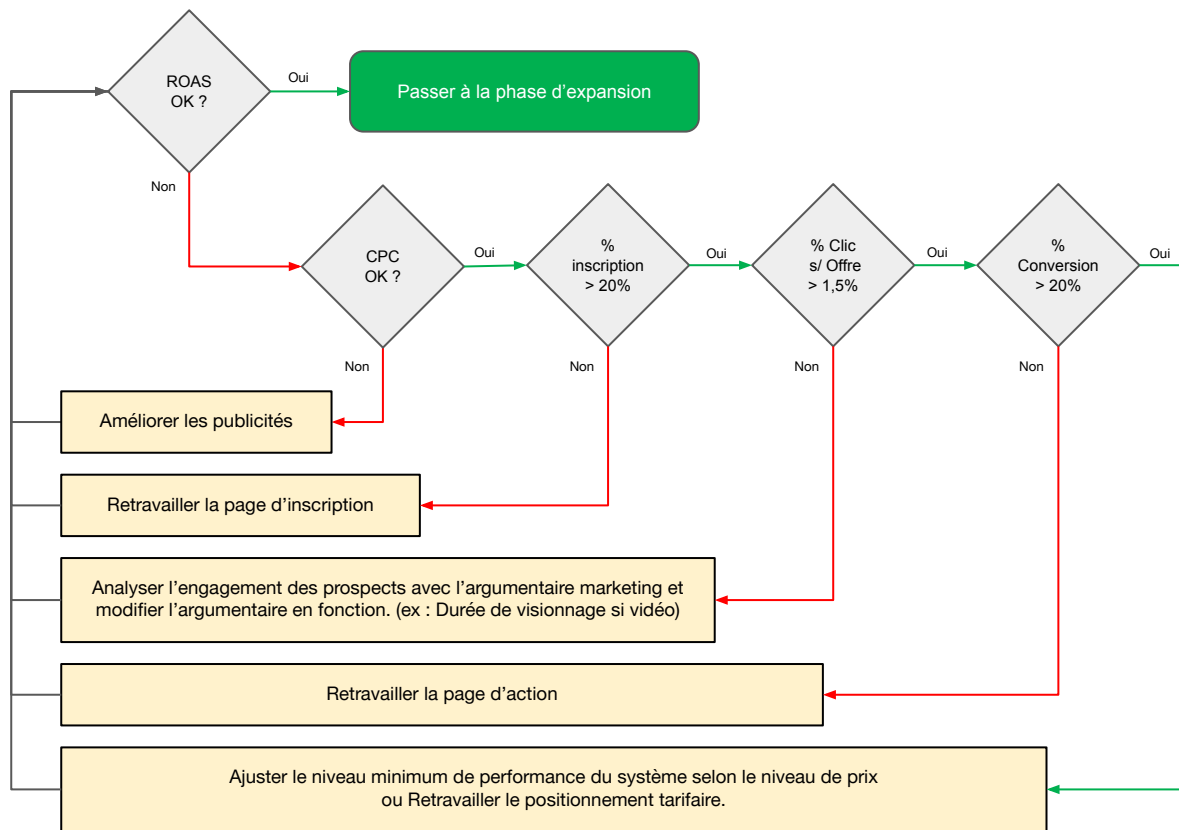 ROAS
OK ?
Oui
Passer à la phase d’expansion
Non
CPC
OK ?
Oui
%
inscription
> 20%
Oui
% Clic
s/ Offre
> 1,5%
Oui
%
Conversion
> 20%
Oui
Non
Non
Non
Non
Améliorer les publicités
Retravailler la page d’inscription
Analyser l’engagement des prospects avec l’argumentaire marketing et
modifier l’argumentaire en fonction. (ex : Durée de visionnage si vidéo)
Retravailler la page d’action
Ajuster le niveau minimum de performance du système selon le niveau de prix
ou Retravailler le positionnement tarifaire.